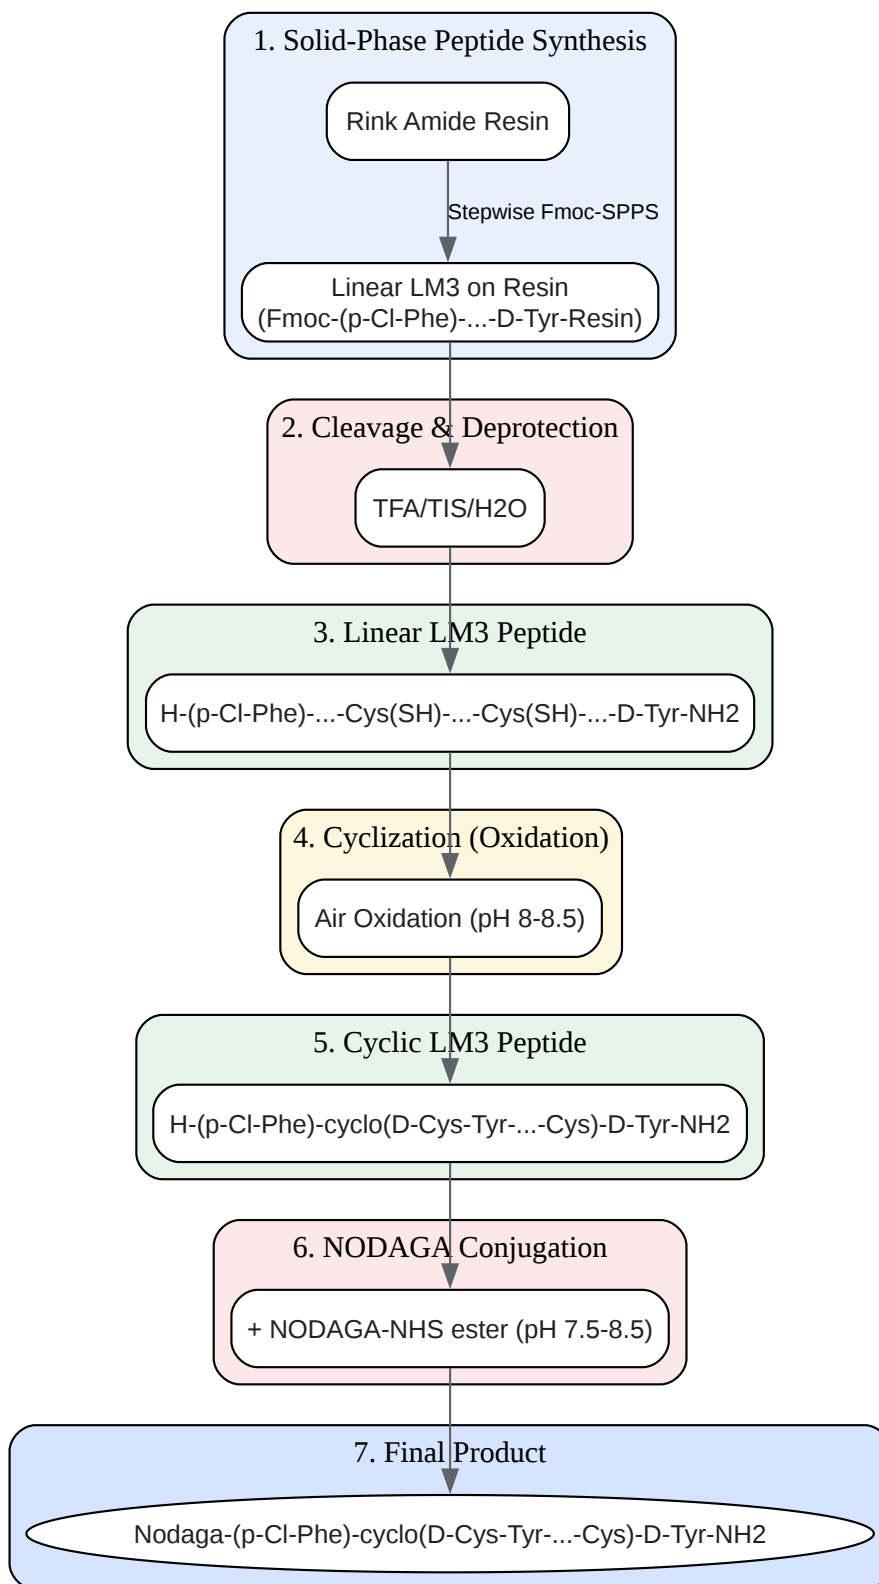 1. Solid-Phase Peptide Synthesis
Rink Amide Resin
Stepwise Fmoc-SPPS
Linear LM3 on Resin
(Fmoc-(p-Cl-Phe)-...-D-Tyr-Resin)
2. Cleavage & Deprotection
TFA/TIS/H2O
3. Linear LM3 Peptide
H-(p-Cl-Phe)-...-Cys(SH)-...-Cys(SH)-...-D-Tyr-NH2
4. Cyclization (Oxidation)
Air Oxidation (pH 8-8.5)
5. Cyclic LM3 Peptide
H-(p-Cl-Phe)-cyclo(D-Cys-Tyr-...-Cys)-D-Tyr-NH2
6. NODAGA Conjugation
+ NODAGA-NHS ester (pH 7.5-8.5)
7. Final Product
Nodaga-(p-Cl-Phe)-cyclo(D-Cys-Tyr-...-Cys)-D-Tyr-NH2